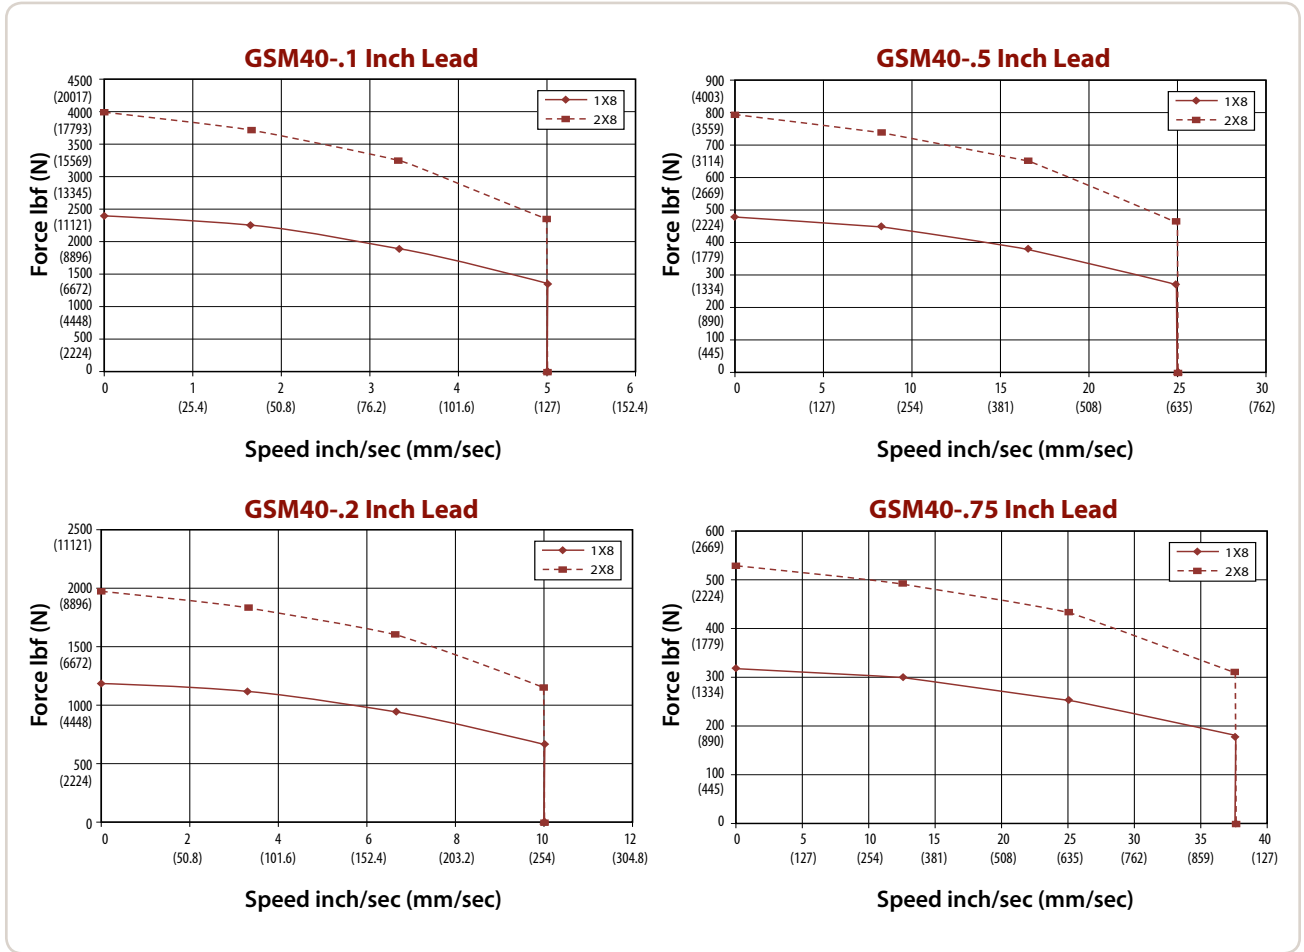 GSM40-.1 Inch Lead
4500
(20017)
4000
(17793)
3500
(15569)
3000
(13345)
2500
(11121)
2000
(8896)
1500
(6672)
1000
(4448)
500
(2224)
0
Force lbf (N)
1X8
2X8
0 1 2 3 4 5 6
(25.4) (50.8) (76.2) (101.6) (127) (152.4)
Speed inch/sec (mm/sec)
GSM40-.5 Inch Lead
900
(4003)
800
(3559)
700
(3114)
600
(2669)
500
(2224)
400
(1779)
300
(1334)
200
(890)
100
(445)
0
Force lbf (N)
1X8
2X8
0 5 10 15 20 25 30
(127) (254) (381) (508) (635) (762)
Speed inch/sec (mm/sec)
GSM40-.2 Inch Lead
2500
(11121)
2000
(8896)
1500
(6672)
1000
(4448)
500
(2224)
0
Force lbf (N)
1X8
2X8
0 2 4 6 8 10 12
(50.8) (101.6) (152.4) (203.2) (254) (304.8)
Speed inch/sec (mm/sec)
GSM40-.75 Inch Lead
600
(2669)
500
(2224)
400
(1779)
300
(1334)
200
(890)
100
(445)
0
Force lbf (N)
1X8
2X8
0 5 10 15 20 25 30 35 40
(127) (254) (381) (508) (635) (762) (859) (127)
Speed inch/sec (mm/sec)